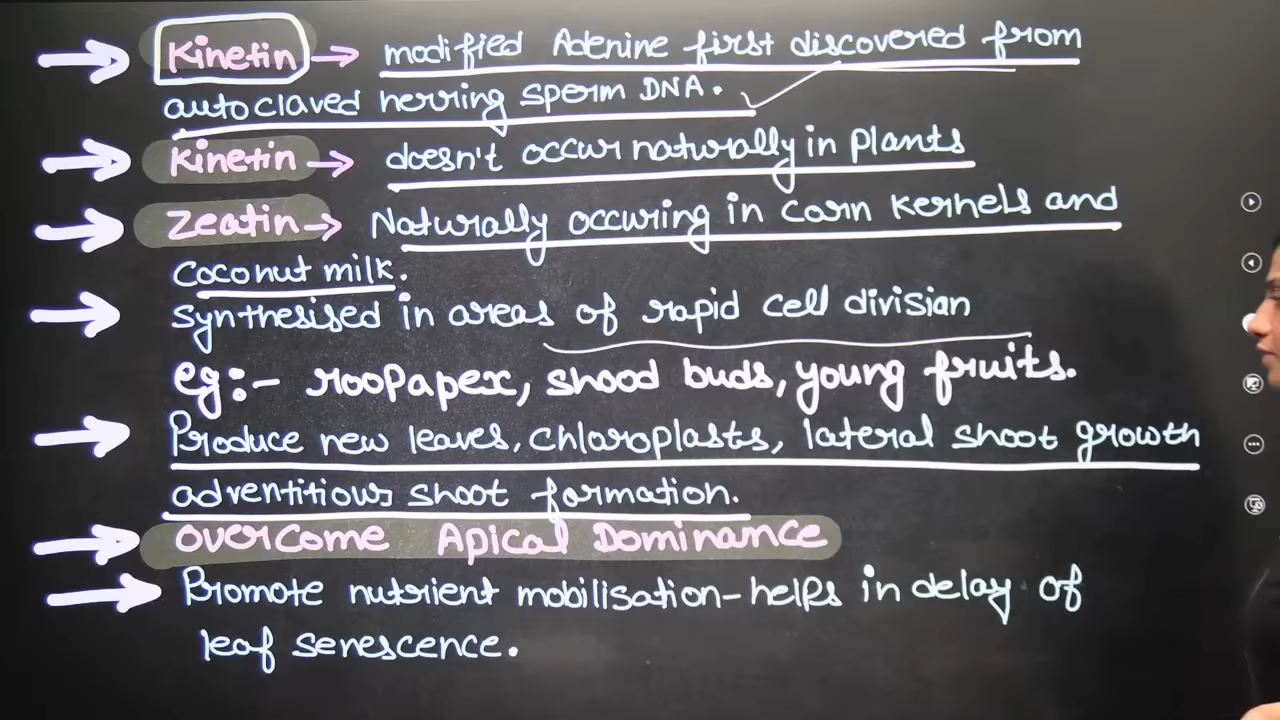 Kinetin → modified Adenine first discovered from
autoclaved herring sperm DNA.
Kinetin → doesn't occur naturally in plants
Zeatin → Naturally occuring in corn kernels and
coconut milk.
synthesised in areas of rapid cell division
eg:- rooPapex, shood buds, young fruits.
Produce new leaves, chloroplasts, lateral shoot growth
adventitious shoot formation.
Overcome Apical Dominance
Promote nutrient mobilisation- helps in delay of
leaf senescence.